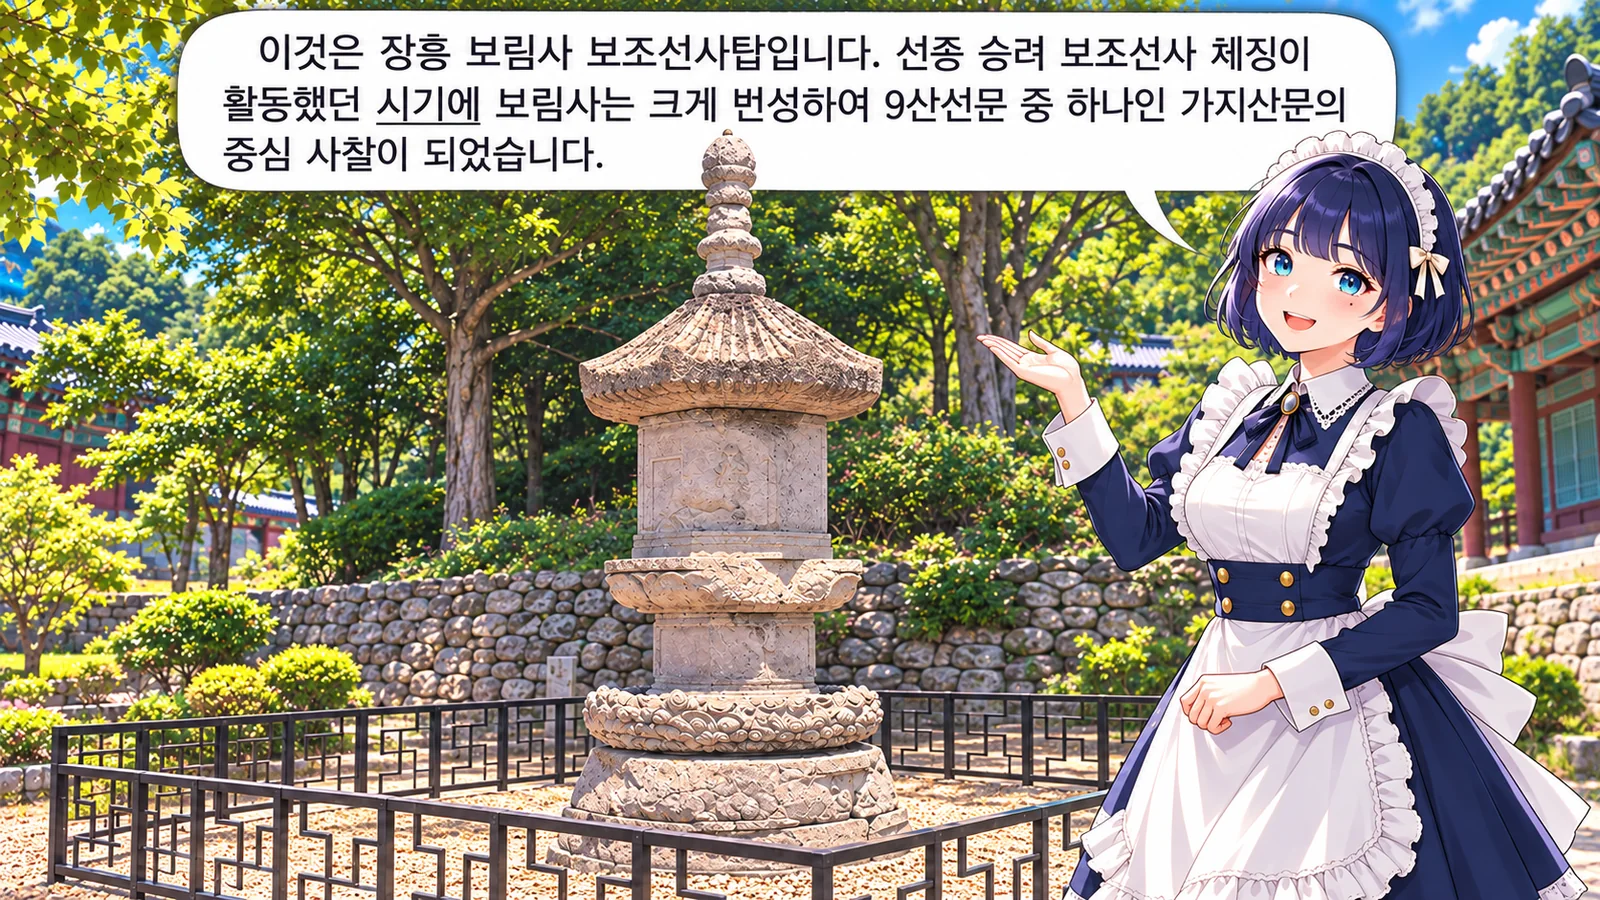 이것은 장흥 보림사 보조선사탑입니다. 선종 승려 보조선사 체징이
활동했던 시기에 보림사는 크게 번성하여 9산선문 중 하나인 가지산문의
중심 사찰이 되었습니다.